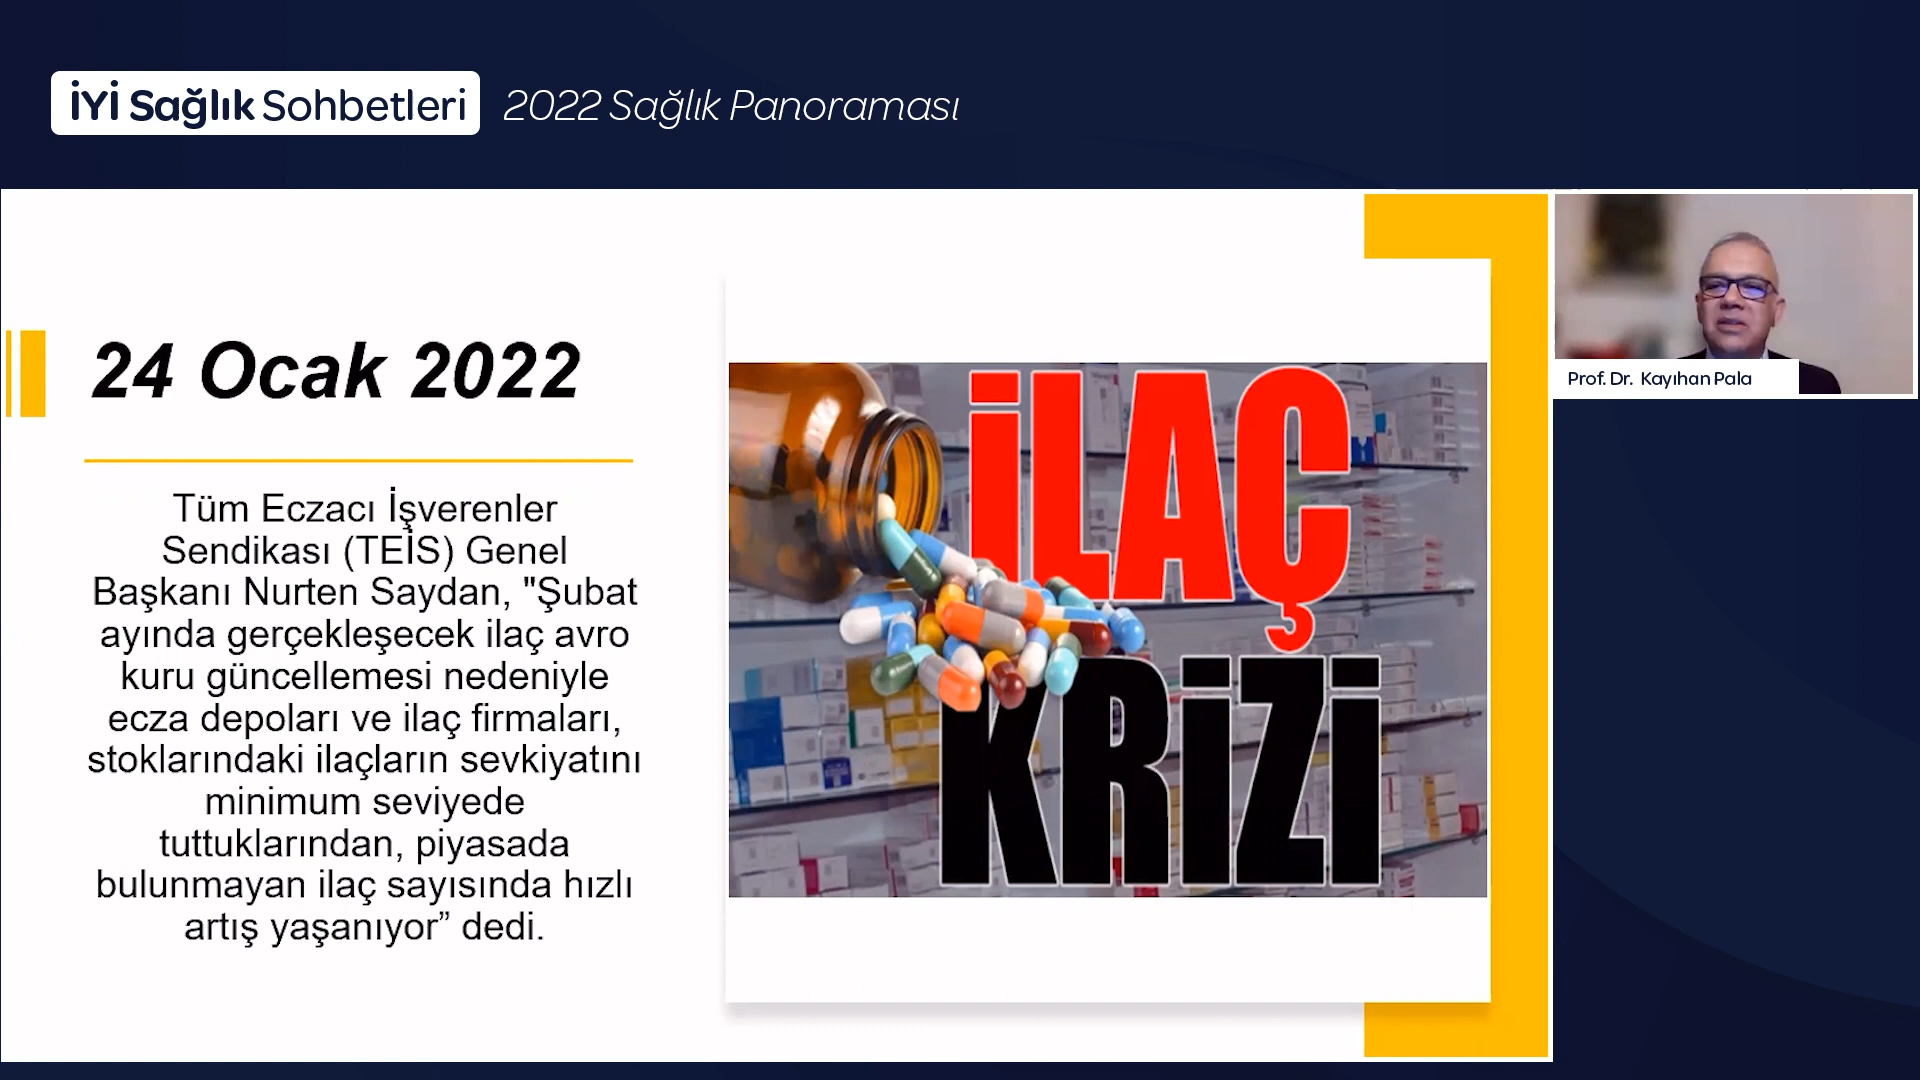 İYİ Sağlık Sohbetleri 2022 Sağlık Panoraması
24 Ocak 2022
Tüm Eczacı İşverenler
Sendikası (TEİS) Genel
Başkanı Nurten Saydan, "Şubat
ayında gerçekleşecek ilaç avro
kuru güncellemesi nedeniyle
ecza depoları ve ilaç firmaları,
stoklarındaki ilaçların sevkiyatını
minimum seviyede
tuttuklarından, piyasada
bulunmayan ilaç sayısında hızlı
artış yaşanıyor” dedi.
İLAÇ
KRİZİ
Prof. Dr. Kayıhan Pala